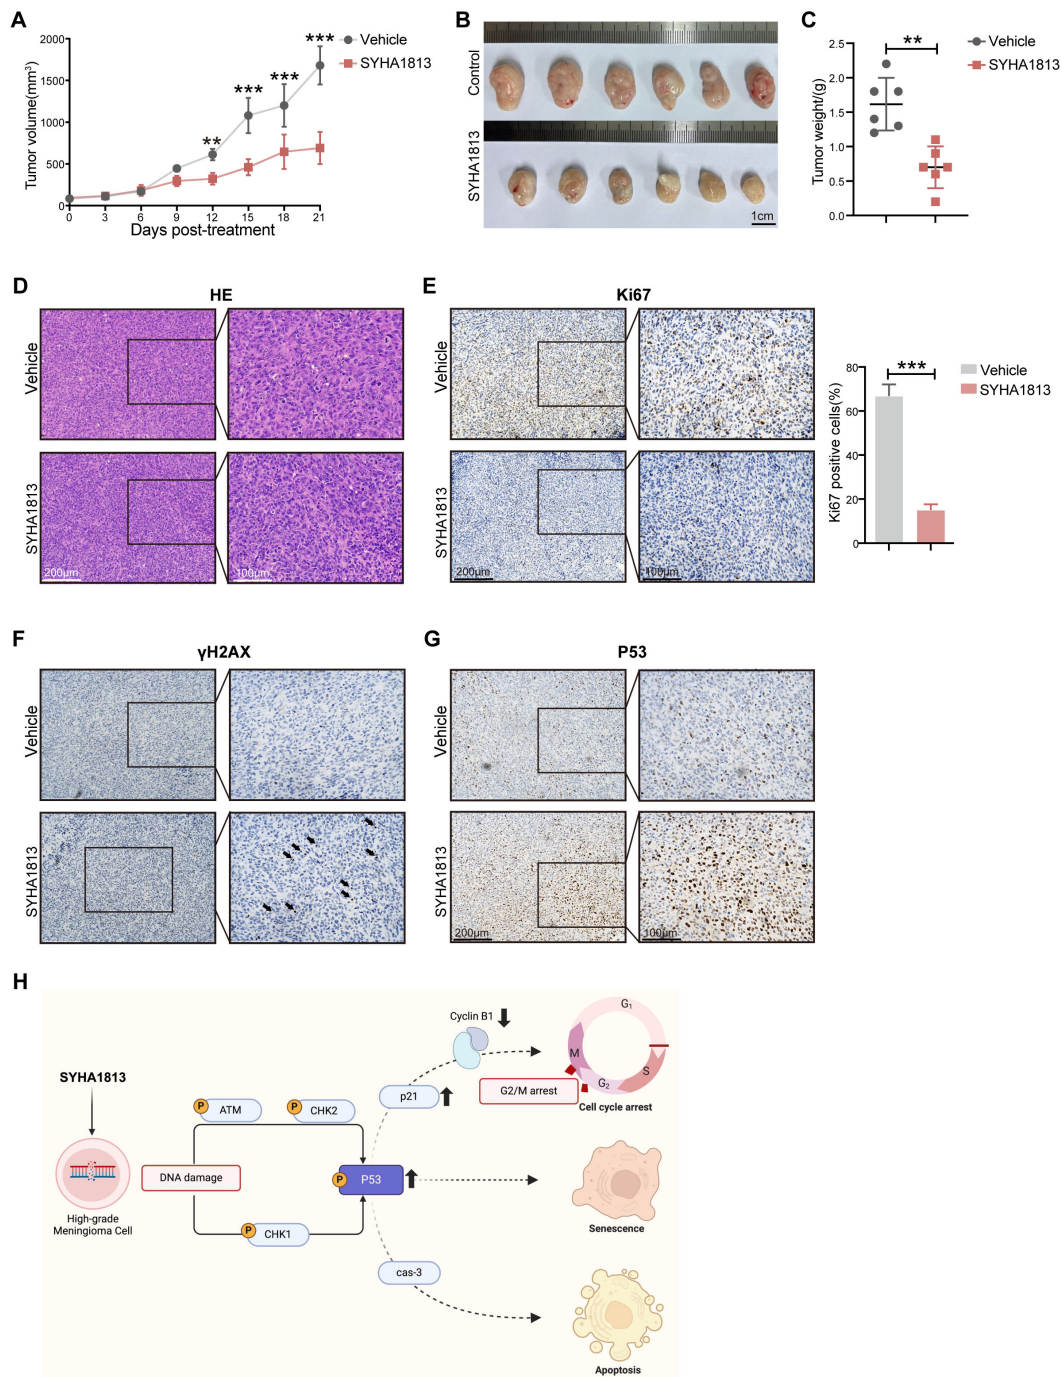 A
Tumor volume(mm³)
2000
1500
1000
500
0
0 3 6 9 12 15 18 21
Days post-treatment
** *** *** ***
Vehicle
SYHA1813
B
Control
SYHA1813
1cm
C
Tumor weight/(g)
2.5
2.0
1.5
1.0
0.5
0.0
**
Vehicle
SYHA1813
D
HE
Vehicle
SYHA1813
200μm
100μm
E
Ki67
200μm
100μm
Ki67 positive cells(%)
80
60
40
20
0
***
Vehicle
SYHA1813
F
γH2AX
Vehicle
SYHA1813
G
P53
200μm
100μm
H
SYHA1813
High-grade
Meningioma Cell
DNA damage
P
ATM
P
CHK2
P
CHK1
P
P53
p21
Cyclin B1
cas-3
G2/M arrest
G₁
S
G₂
M
Cell cycle arrest
Senescence
Apoptosis